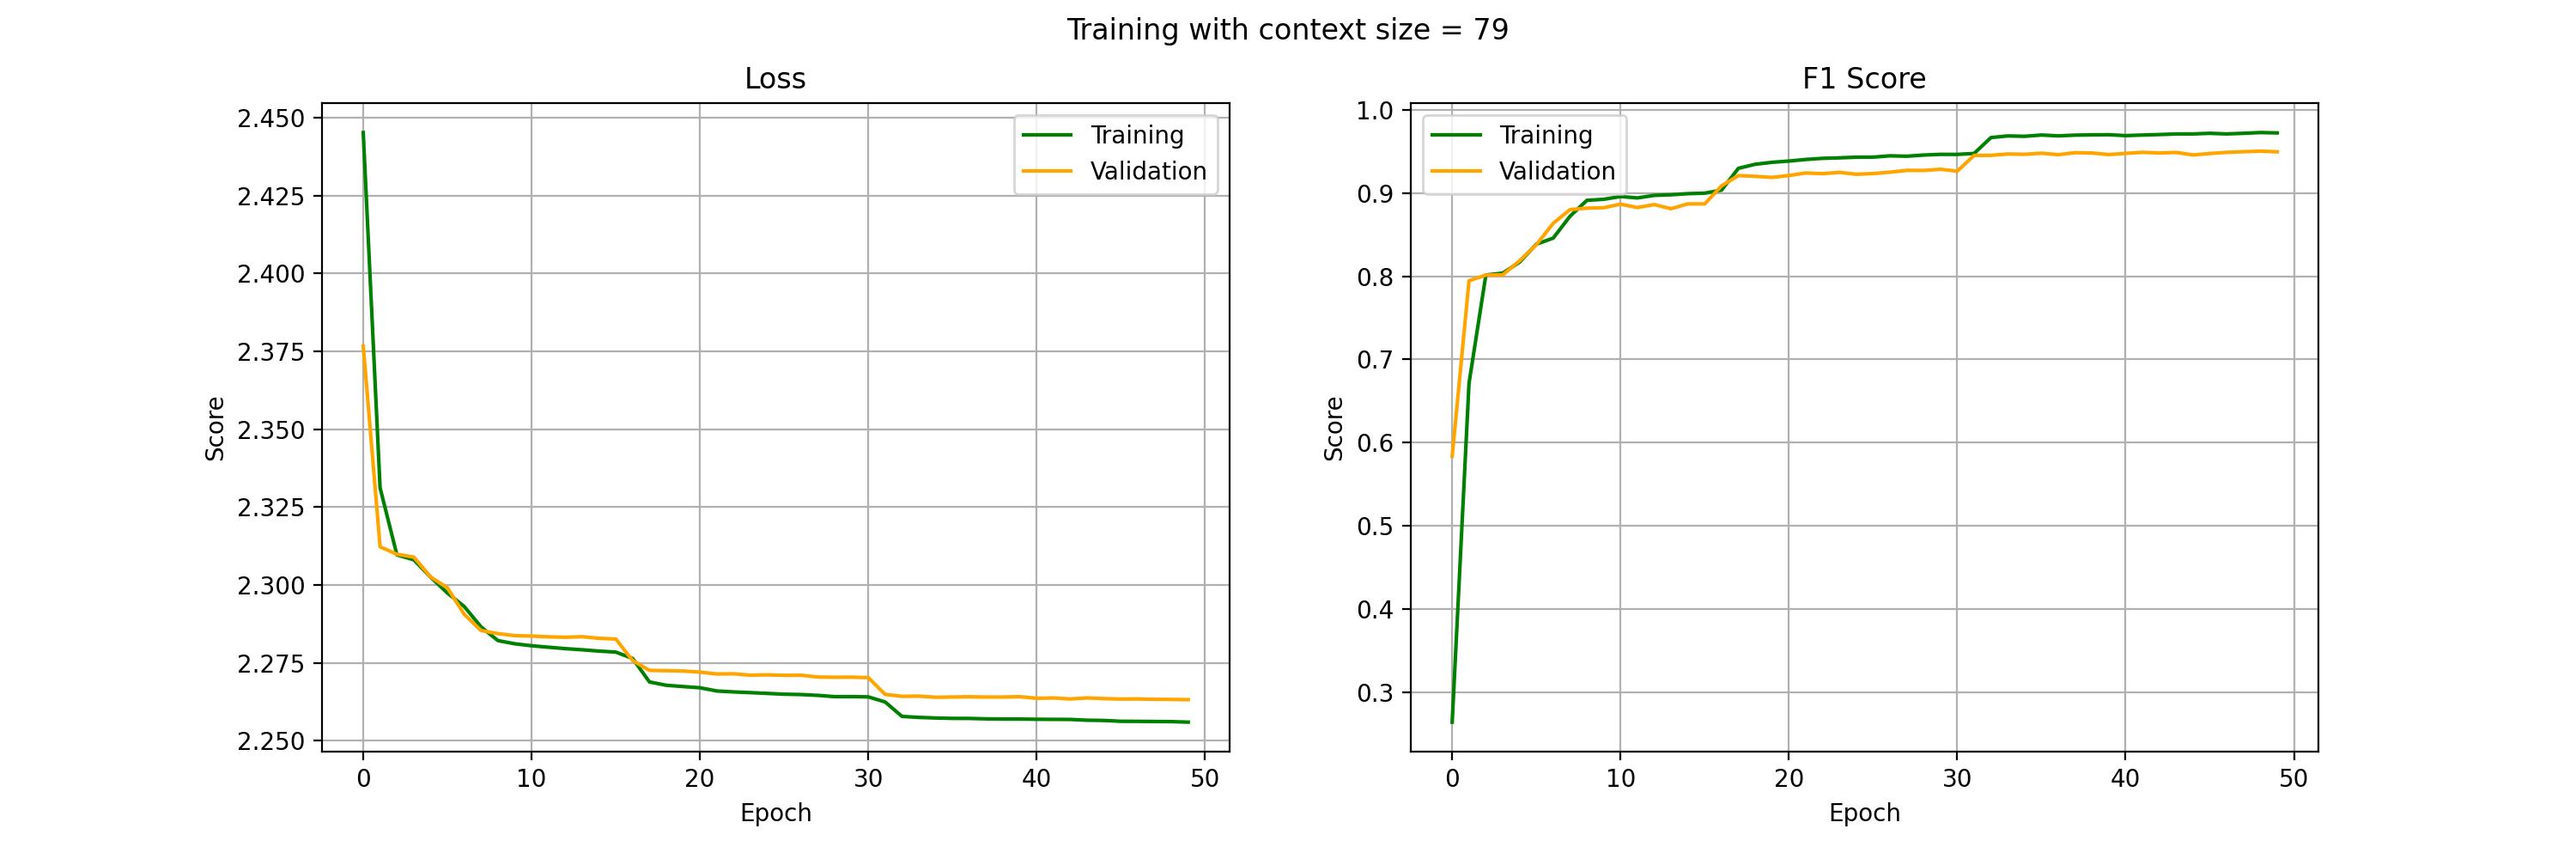 Training with context size = 79
Loss
2.450
2.425
2.400
2.375
2.350
2.325
2.300
2.275
2.250
Score
0 10 20 30 40 50
Epoch
Training
Validation
F1 Score
1.0
0.9
0.8
0.7
0.6
0.5
0.4
0.3
Score
0 10 20 30 40 50
Epoch
Training
Validation